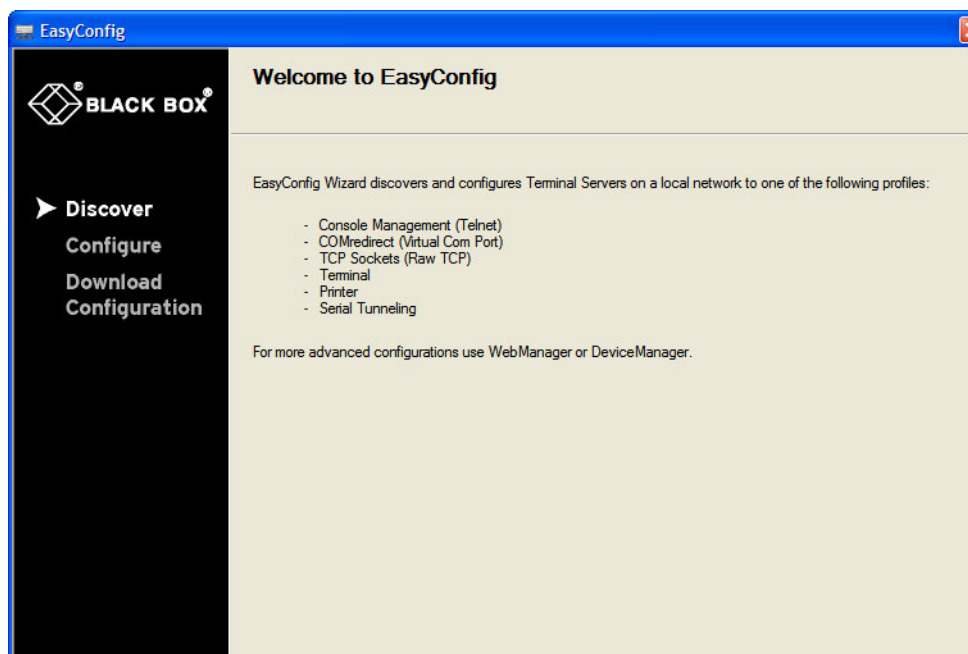 EasyConfig
BLACK BOX®
Welcome to EasyConfig
Discover
Configure
Download
Configuration
EasyConfig Wizard discovers and configures Terminal Servers on a local network to one of the following profiles:
- Console Management (Telnet)
- COMredirect (Virtual Com Port)
- TCP Sockets (Raw TCP)
- Terminal
- Printer
- Serial Tunneling
For more advanced configurations use WebManager or DeviceManager.